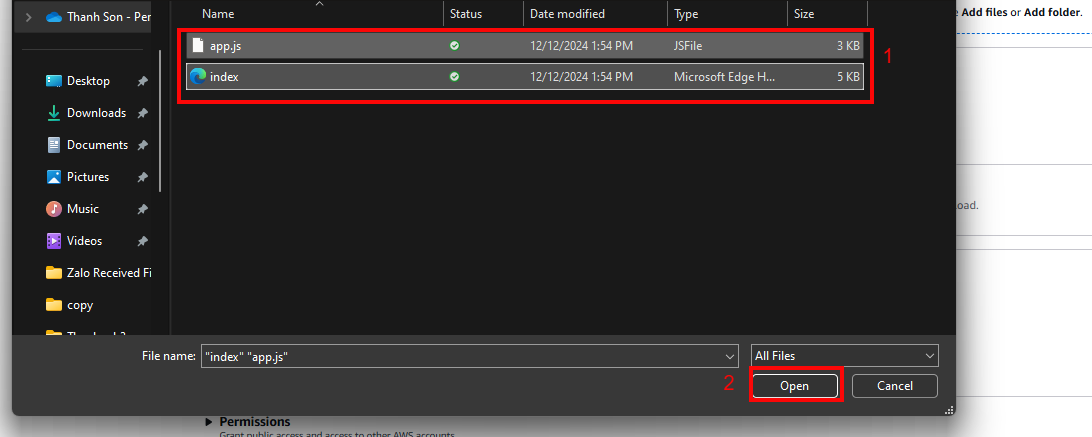 Thanh Son - Per
Name Status Date modified Type Size
Add files or Add folder.
app.js 12/12/2024 1:54 PM JSFile 3 KB
1
index 12/12/2024 1:54 PM Microsoft Edge H... 5 KB
Desktop
Downloads
Documents
Pictures
Music
oad.
Videos
Zalo Received Fi
copy
File name: "index" "app.js" All Files
2 Open Cancel
Permissions
Grant public access and access to other AWS accounts